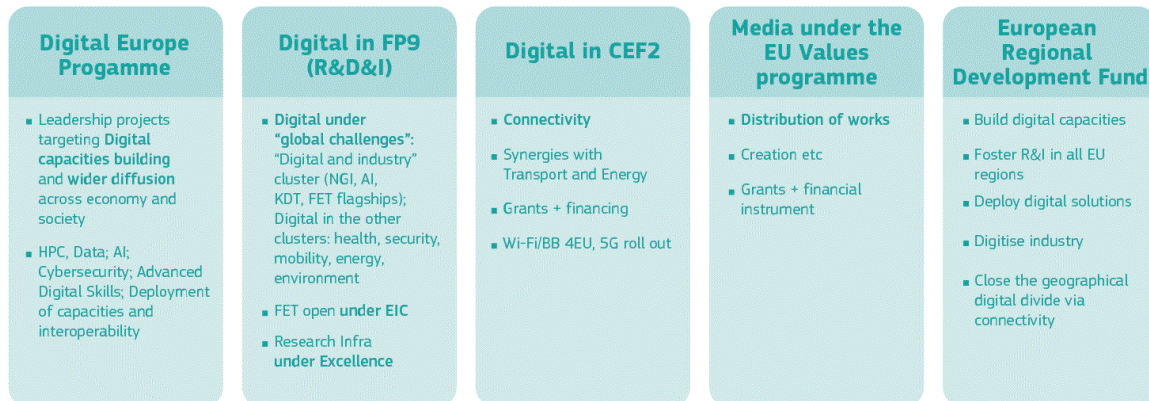 Digital Europe
Progamme
▪ Leadership projects
targeting Digital
capacities building
and wider diffusion
across economy and
society
▪ HPC, Data; AI;
Cybersecurity; Advanced
Digital Skills; Deployment
of capacities and
interoperability
Digital in FP9
(R&D&I)
▪ Digital under
“global challenges”:
“Digital and industry”
cluster (NGI, AI,
KDT, FET flagships);
Digital in the other
clusters: health, security,
mobility, energy,
environment
▪ FET open under EIC
▪ Research Infra
under Excellence
Digital in CEF2
▪ Connectivity
▪ Synergies with
Transport and Energy
▪ Grants + financing
▪ Wi-Fi/BB 4EU, 5G roll out
Media under the
EU Values
programme
▪ Distribution of works
▪ Creation etc
▪ Grants + financial
instrument
European
Regional
Development Fund
▪ Build digital capacities
▪ Foster R&I in all EU
regions
▪ Deploy digital solutions
▪ Digitise industry
▪ Close the geographical
digital divide via
connectivity